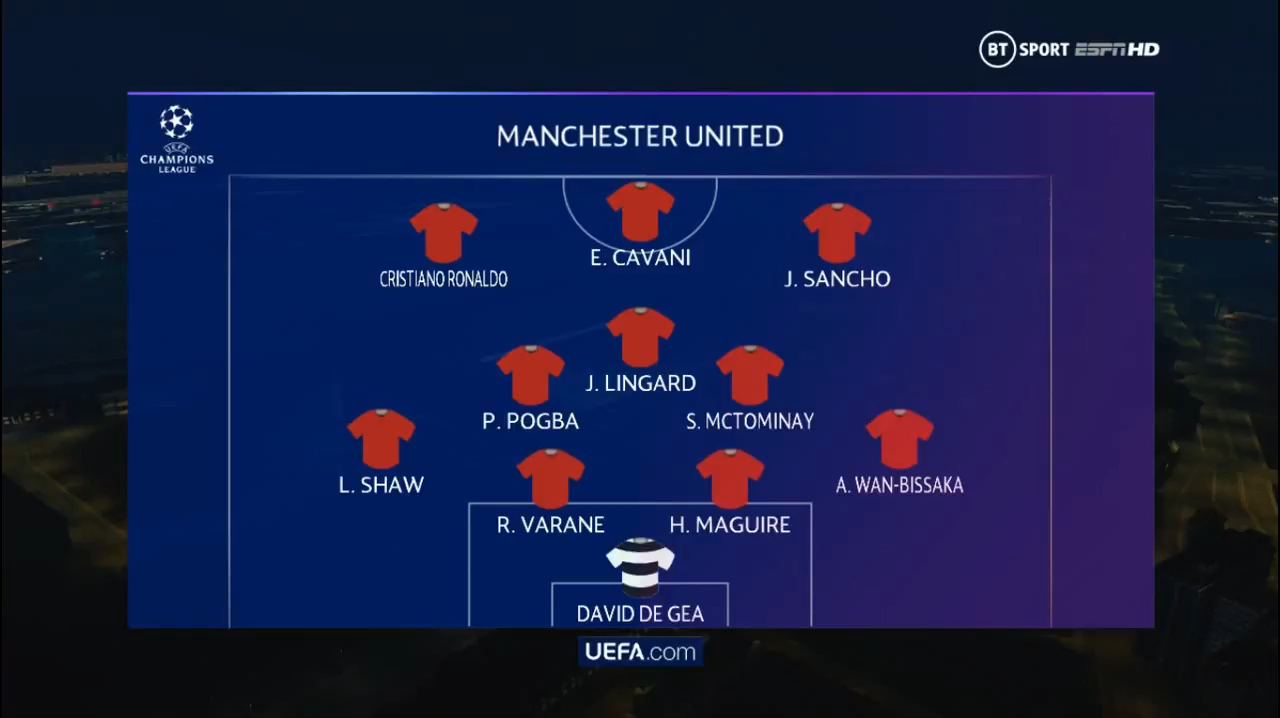 BT SPORT ESPN HD
UEFA
CHAMPIONS
LEAGUE
MANCHESTER UNITED
CRISTIANO RONALDO
E. CAVANI
J. SANCHO
P. POGBA
J. LINGARD
S. MCTOMINAY
L. SHAW
R. VARANE
H. MAGUIRE
A. WAN-BISSAKA
DAVID DE GEA
UEFA.com